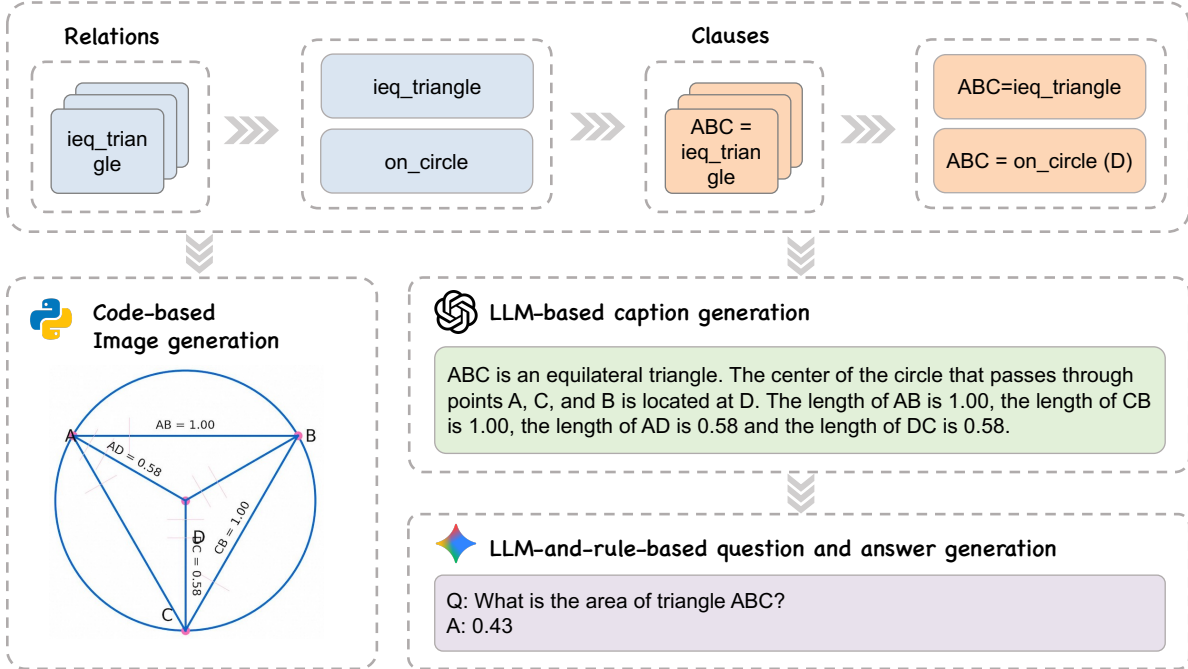 Relations
Clauses
ieq_trian
gle
ieq_triangle
on_circle
ABC =
ieq_trian
gle
ABC=ieq_triangle
ABC = on_circle (D)
Code-based
Image generation
A
AB = 1.00
B
AD = 0.58
D
DC = 0.58
CB = 1.00
C
LLM-based caption generation
ABC is an equilateral triangle. The center of the circle that passes through
points A, C, and B is located at D. The length of AB is 1.00, the length of CB
is 1.00, the length of AD is 0.58 and the length of DC is 0.58.
LLM-and-rule-based question and answer generation
Q: What is the area of triangle ABC?
A: 0.43